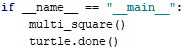 if __name__ == "__main__":
    multi_square()
    turtle.done()